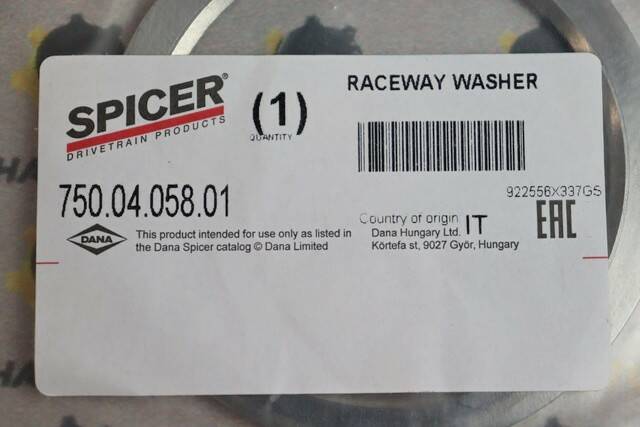 SPICER®
DRIVETRAIN PRODUCTS
(1)
QUANTITY
RACEWAY WASHER
922556X337G5
750.04.058.01
DANA
This product intended for use only as listed in
the Dana Spicer catalog © Dana Limited
Country of origin IT
Dana Hungary Ltd.
Körtefa st, 9027 Györ, Hungary
EAC